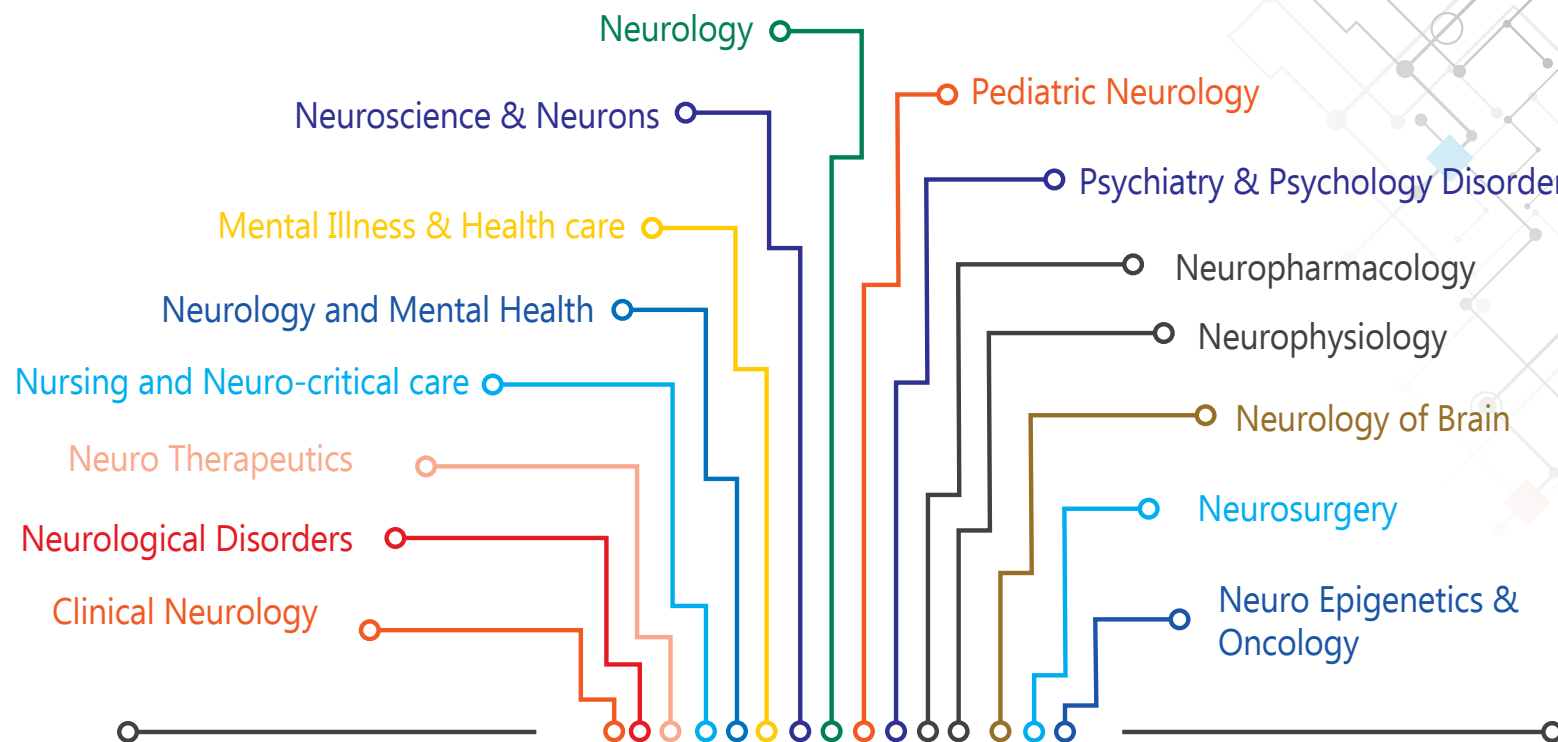 Neurology
Pediatric Neurology
Neuroscience & Neurons
Psychiatry & Psychology Disorder
Mental Illness & Health care
Neuropharmacology
Neurology and Mental Health
Neurophysiology
Nursing and Neuro-critical care
Neurology of Brain
Neuro Therapeutics
Neurosurgery
Neurological Disorders
Clinical Neurology
Neuro Epigenetics &
Oncology